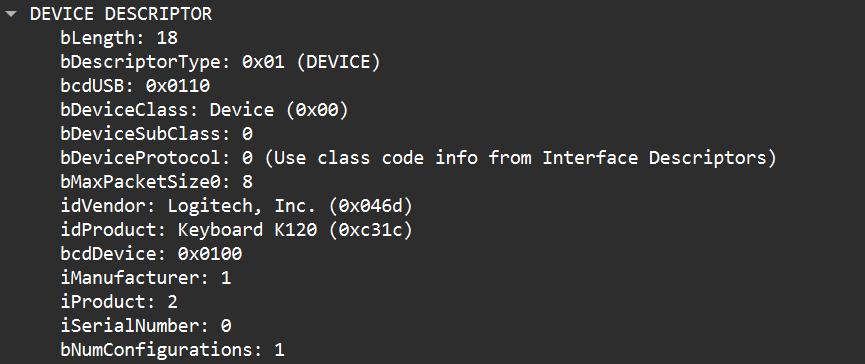 DEVICE DESCRIPTOR
bLength: 18
bDescriptorType: 0x01 (DEVICE)
bcdUSB: 0x0110
bDeviceClass: Device (0x00)
bDeviceSubClass: 0
bDeviceProtocol: 0 (Use class code info from Interface Descriptors)
bMaxPacketSize0: 8
idVendor: Logitech, Inc. (0x046d)
idProduct: Keyboard K120 (0xc31c)
bcdDevice: 0x0100
iManufacturer: 1
iProduct: 2
iSerialNumber: 0
bNumConfigurations: 1